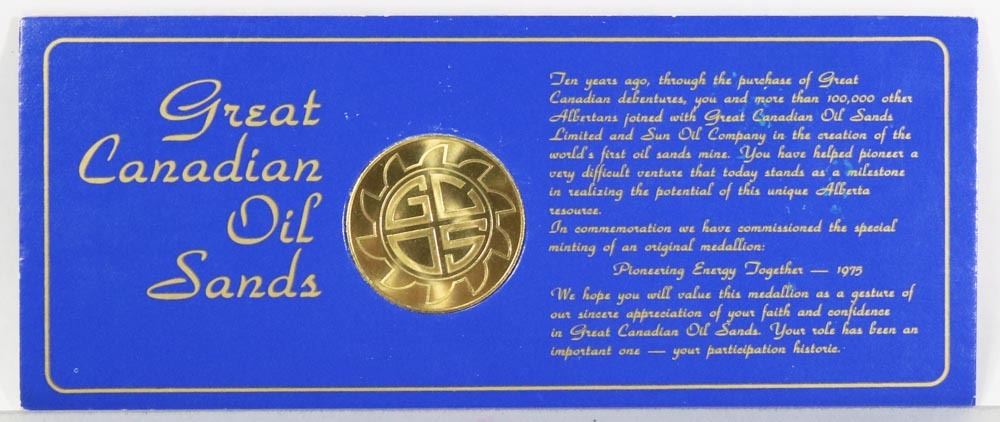 Great
Canadian
Oil
Sands
GC
OS
Ten years ago, through the purchase of Great
Canadian debentures, you and more than 100,000 other
Albertans joined with Great Canadian Oil Sands
Limited and Sun Oil Company in the creation of the
world's first oil sands mine. You have helped pioneer a
very difficult venture that today stands as a milestone
in realizing the potential of this unique Alberta
resource.
In commemoration we have commissioned the special
minting of an original medallion:
Pioneering Energy Together — 1975
We hope you will value this medallion as a gesture of
our sincere appreciation of your faith and confidence
in Great Canadian Oil Sands. Your role has been an
important one — your participation historic.